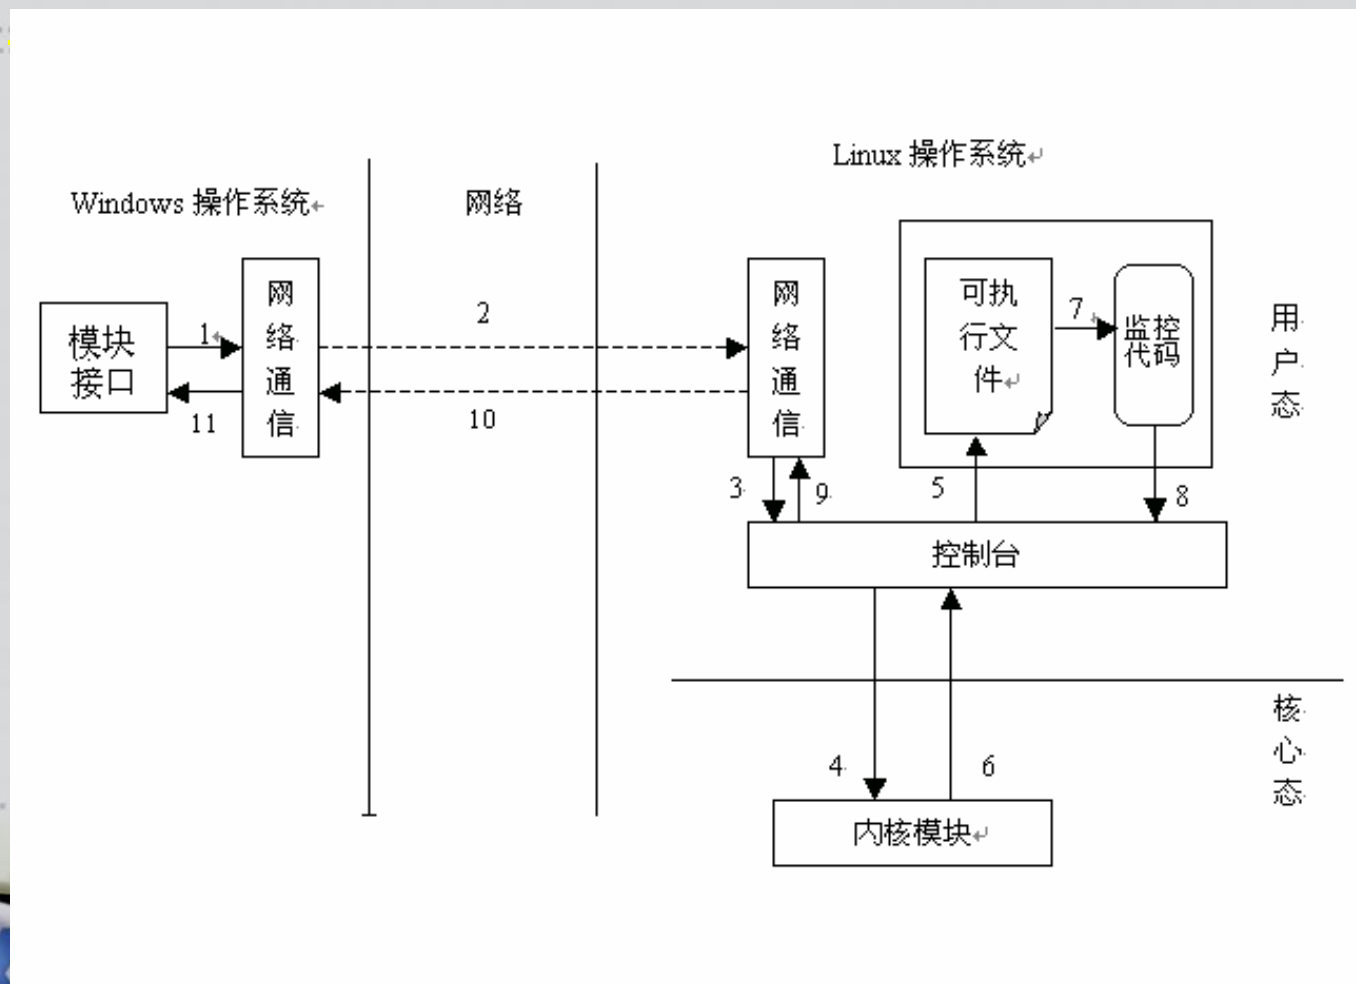 Linux 操作系统
Windows 操作系统
网络
模块
接口
1
11
网
络
通
信
2
10
网
络
通
信
可执
行文
件
7
监控
代码
用
户
态
3
9
5
8
控制台
4
6
核
心
态
内核模块